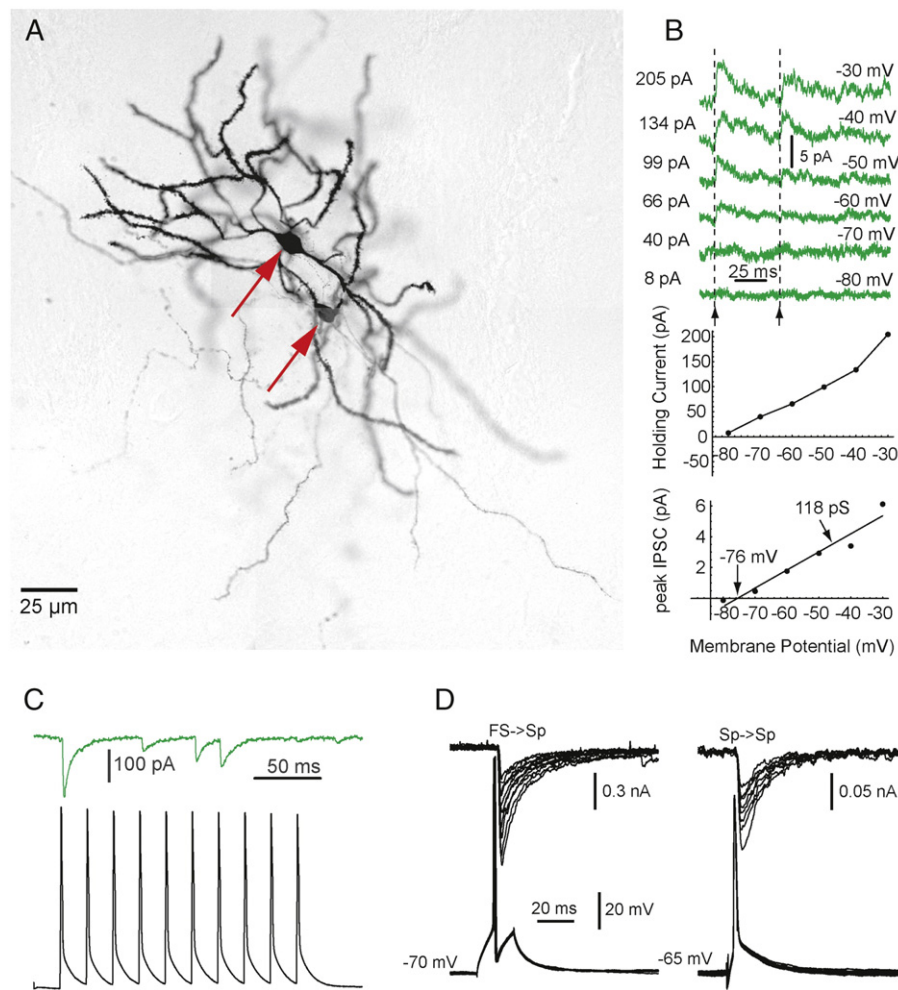 A
25 µm
B
205 pA
-30 mV
134 pA
-40 mV
5 pA
99 pA
-50 mV
66 pA
-60 mV
40 pA
-70 mV
25 ms
8 pA
-80 mV
Holding Current (pA)
200
150
100
50
0
-50
-80 -70 -60 -50 -40 -30
peak IPSC (pA)
6
4
2
118 pS
-76 mV
-80 -70 -60 -50 -40 -30
Membrane Potential (mV)
C
100 pA
50 ms
D
FS->Sp
0.3 nA
20 ms
20 mV
-70 mV
Sp->Sp
0.05 nA
-65 mV